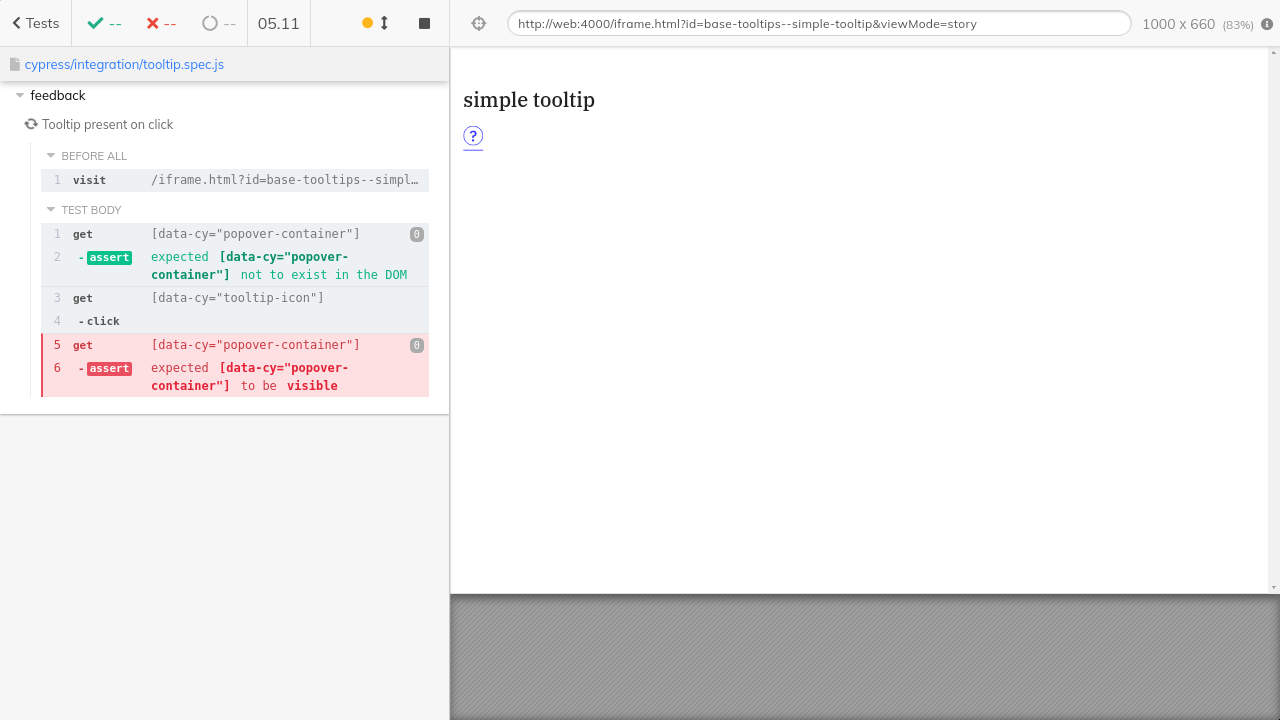 Tests
--
--
--
05.11
http://web:4000/iframe.html?id=base-tooltips--simple-tooltip&viewMode=story
1000 x 660 (83%)
cypress/integration/tooltip.spec.js
feedback
Tooltip present on click
BEFORE ALL
1 visit /iframe.html?id=base-tooltips--simpl…
TEST BODY
1 get [data-cy="popover-container"] 0
2 -assert expected [data-cy="popover-
container"] not to exist in the DOM
3 get [data-cy="tooltip-icon"]
4 -click
5 get [data-cy="popover-container"] 0
6 -assert expected [data-cy="popover-
container"] to be visible
simple tooltip
?